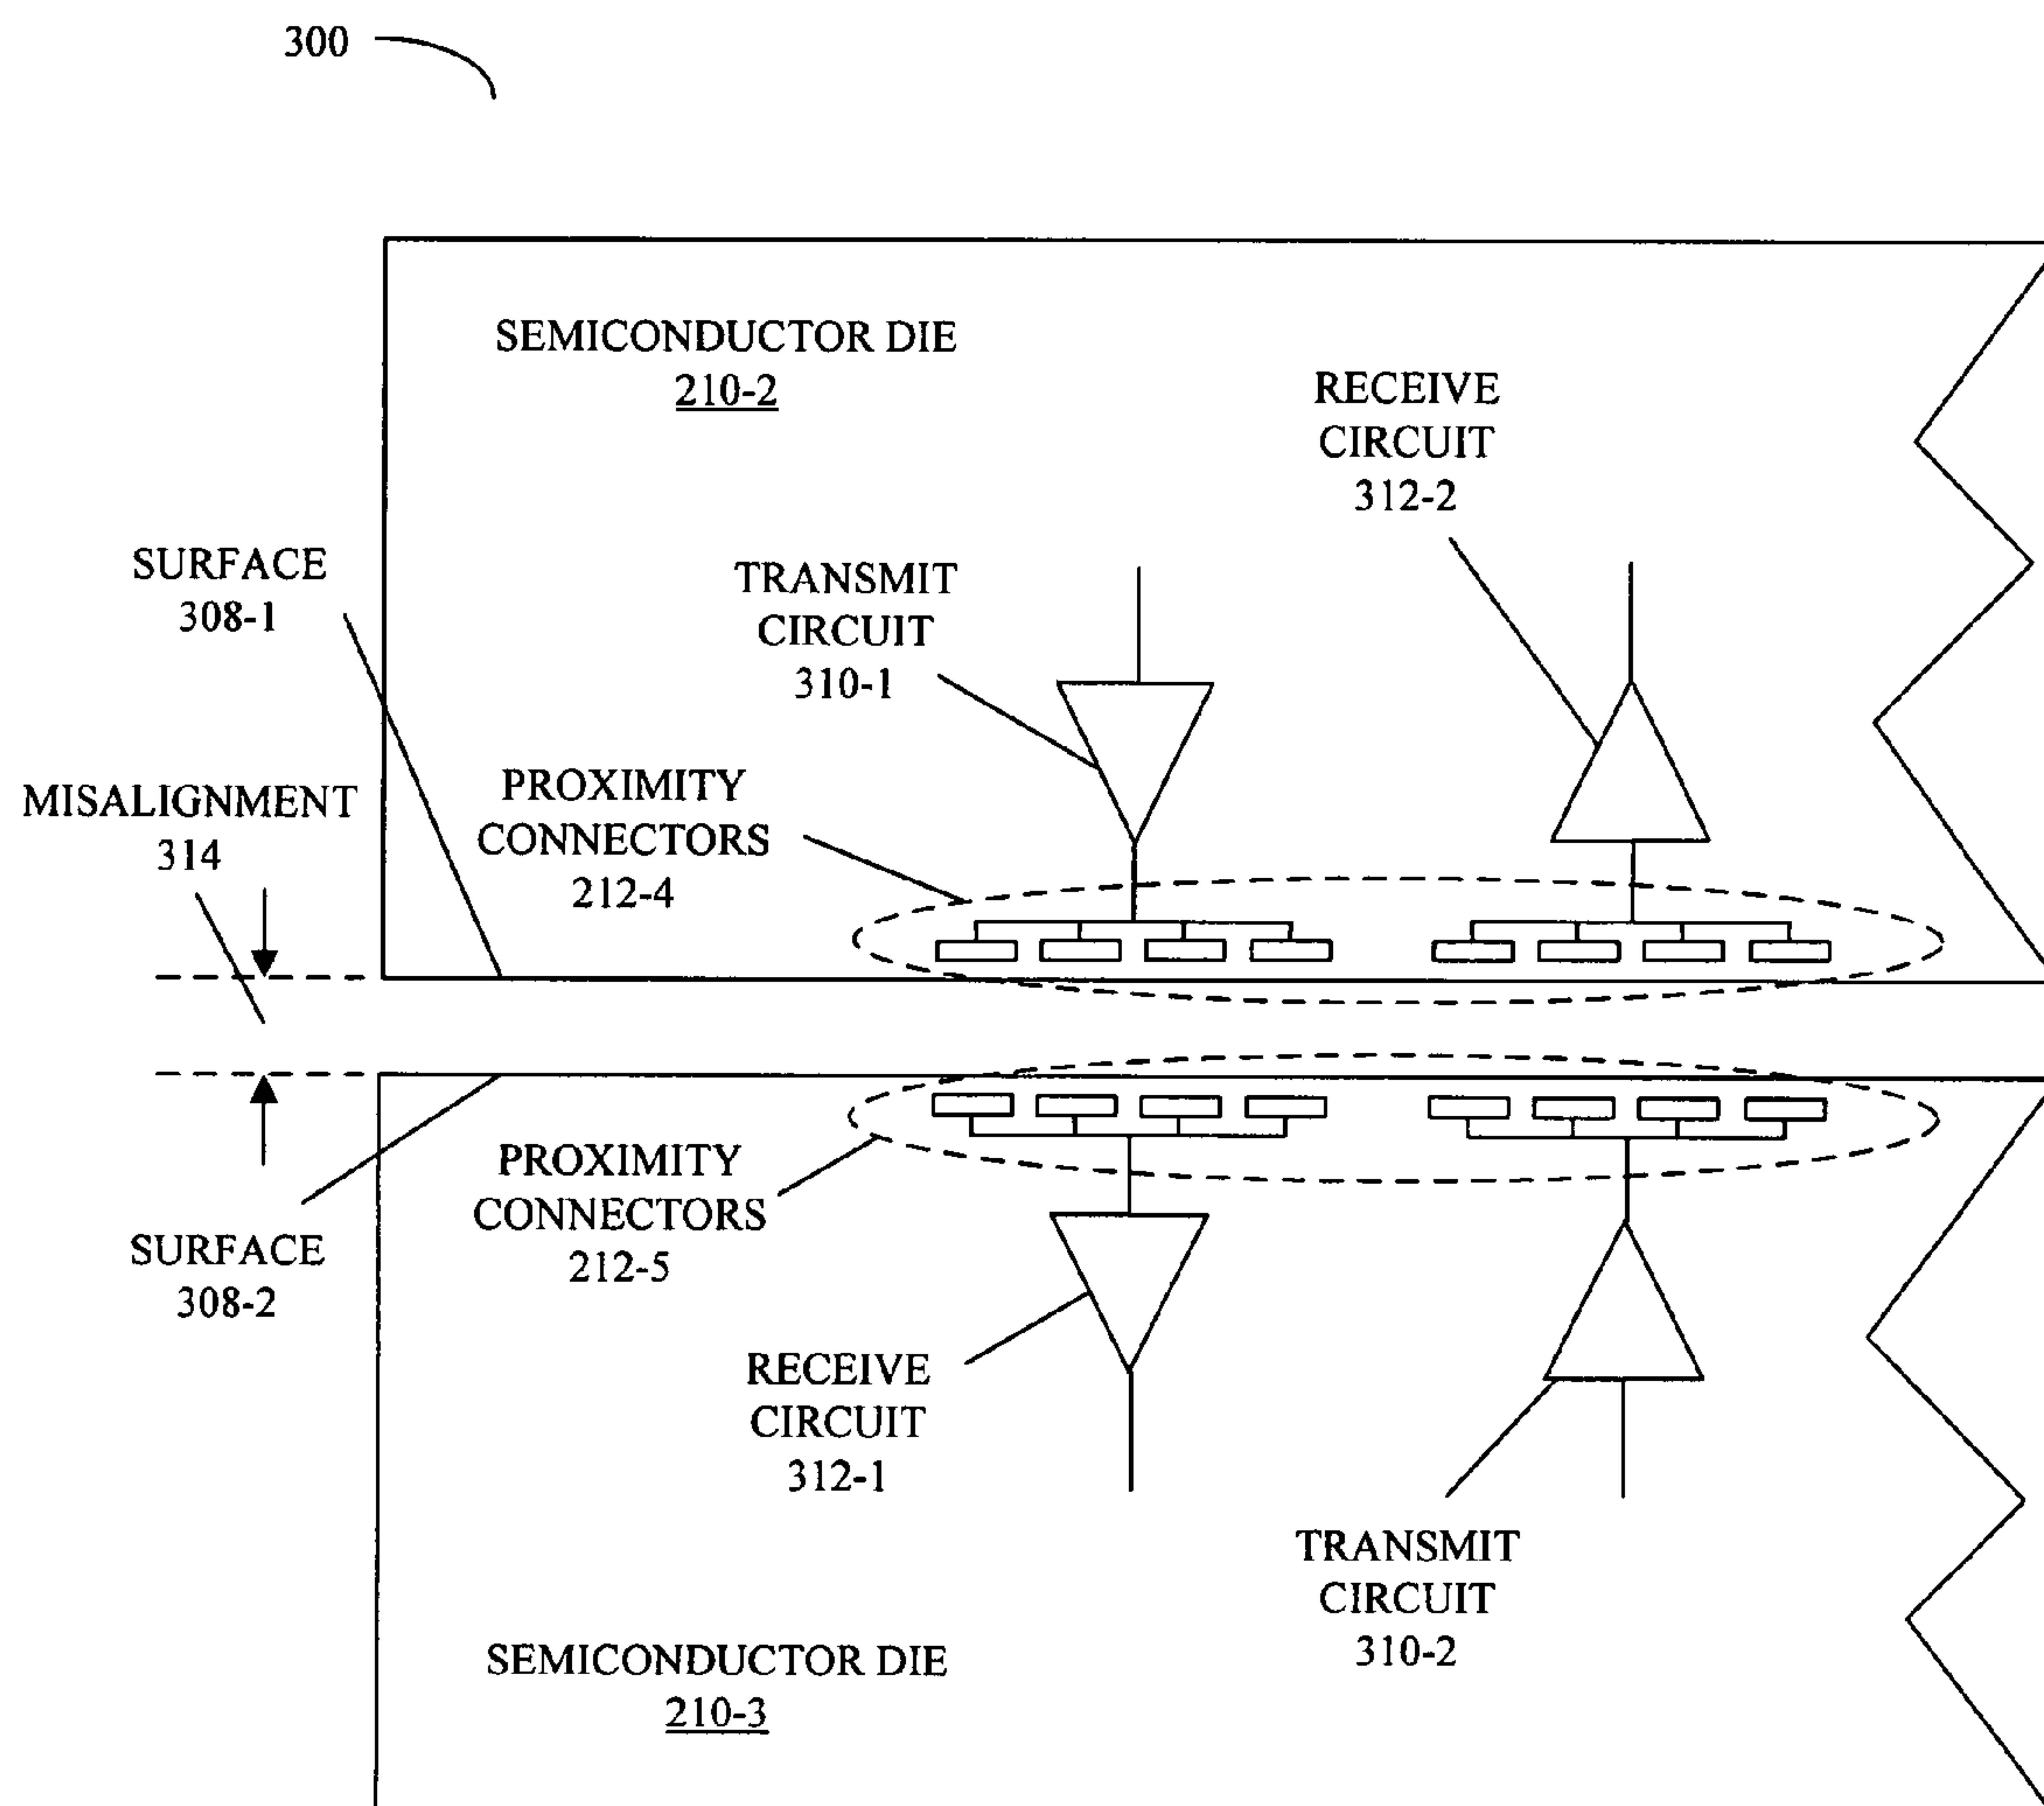 300
SEMICONDUCTOR DIE
210-2
RECEIVE
CIRCUIT
312-2
SURFACE
308-1
TRANSMIT
CIRCUIT
310-1
MISALIGNMENT
314
PROXIMITY
CONNECTORS
212-4
PROXIMITY
CONNECTORS
212-5
SURFACE
308-2
RECEIVE
CIRCUIT
312-1
TRANSMIT
CIRCUIT
310-2
SEMICONDUCTOR DIE
210-3